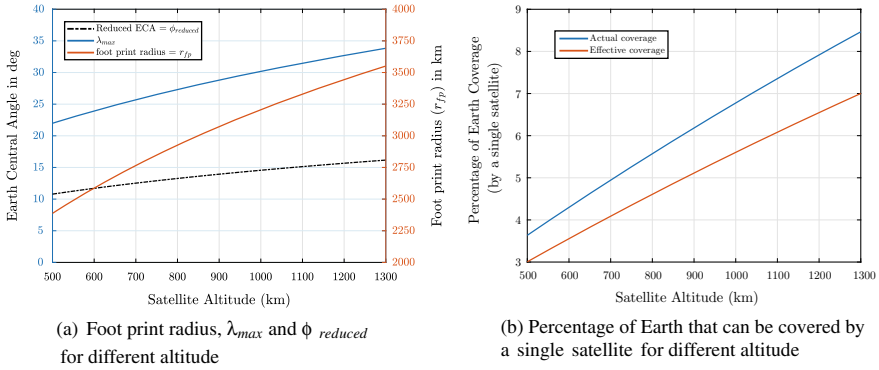 40
35
30
25
20
15
10
5
0
Earth Central Angle in deg
Reduced ECA = ϕreduced
λmax
foot print radius = rfp
4000
3750
3500
3250
3000
2750
2500
2250
2000
Foot print radius (rfp) in km
500 600 700 800 900 1000 1100 1200 1300
Satellite Altitude (km)
(a) Foot print radius, λmax and ϕ reduced
for different altitude
9
8
7
6
5
4
3
Percentage of Earth Coverage
(by a single satellite)
Actual coverage
Effective coverage
500 600 700 800 900 1000 1100 1200 1300
Satellite Altitude (km)
(b) Percentage of Earth that can be covered by
a single satellite for different altitude